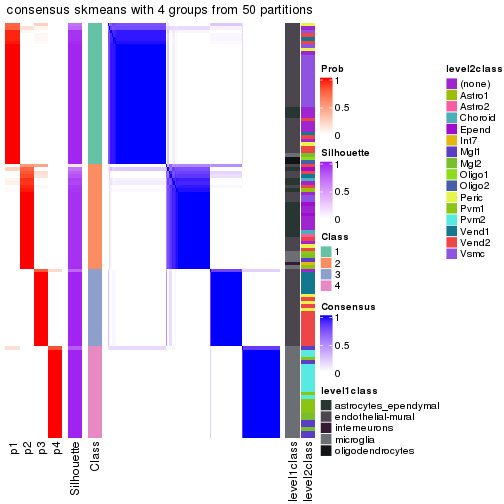 consensus skmeans with 4 groups from 50 partitions
Prob
1
0.5
0
Silhouette
1
0.5
0
Class
1
2
3
4
Consensus
1
0.5
0
level1class
astrocytes_ependymal
endothelial-mural
interneurons
microglia
oligodendrocytes
level2class
(none)
Astro1
Astro2
Choroid
Epend
Int7
Mgl1
Mgl2
Oligo1
Oligo2
Peric
Pvm1
Pvm2
Vend1
Vend2
Vsmc
p1
p2
p3
p4
Silhouette
Class
level1class
level2class